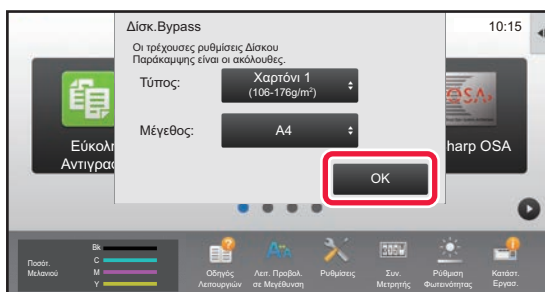 Δίσκ.Bypass
10:15
Οι τρέχουσες ρυθμίσεις Δίσκου
Παράκαμψης είναι οι ακόλουθες.
Τύπος:
Χαρτόνι 1
(106-176g/m²)
Μέγεθος:
A4
OK
Εύκολη
Αντιγραφ
harp OSA
Ποσότ.
Μελανιού
Bk
C
M
Y
Οδηγός
Λειτουργιών
Λειτ. Προβολ.
σε Μεγέθυνση
Ρυθμίσεις
Συν.
Μετρητής
Ρύθμιση
Φωτεινότητας
Κατάστ.
Εργασ.